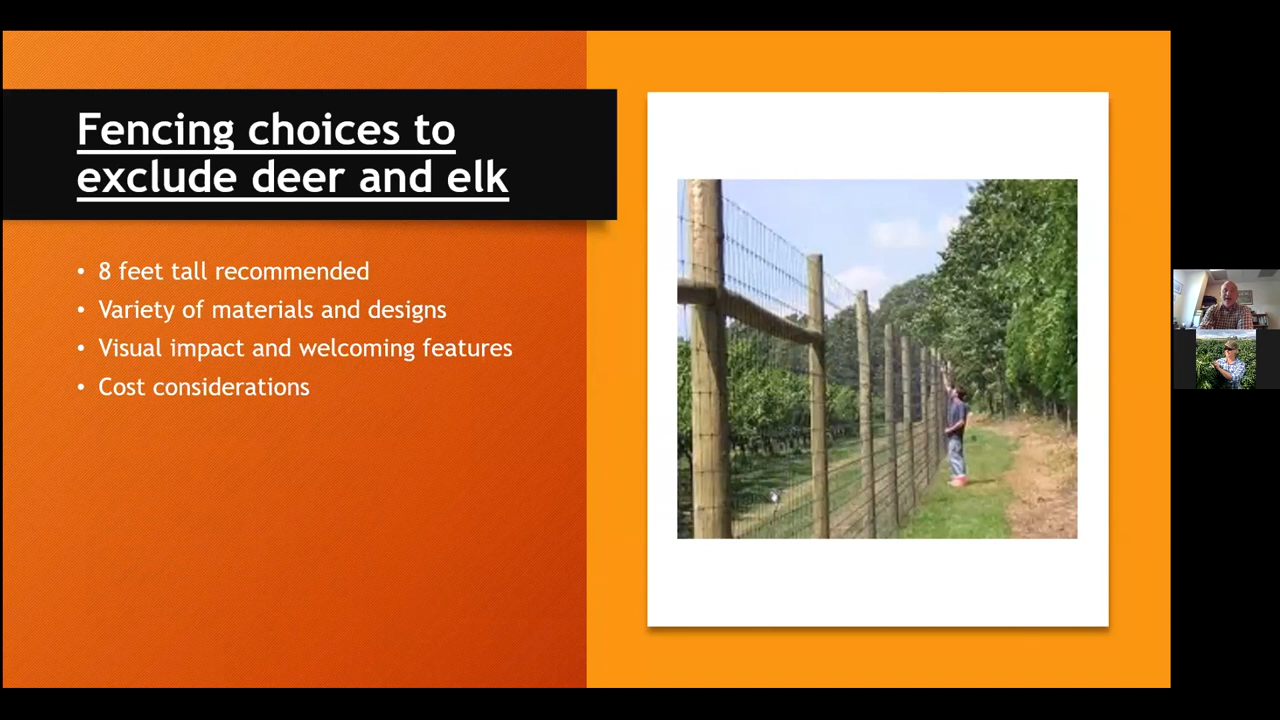 Fencing choices to
exclude deer and elk
• 8 feet tall recommended
• Variety of materials and designs
• Visual impact and welcoming features
• Cost considerations